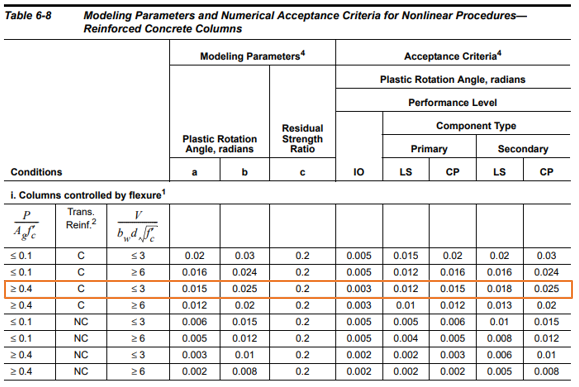 Table 6-8 Modeling Parameters and Numerical Acceptance Criteria for Nonlinear Procedures—
Reinforced Concrete Columns
Modeling Parameters4 Acceptance Criteria4
Plastic Rotation Angle, radians
Performance Level
Component Type
Plastic Rotation Angle, radians Residual Strength Ratio Primary Secondary
Conditions a b c IO LS CP LS CP
i. Columns controlled by flexure1
P / A_g f'_c Trans. Reinf.2 V / b_w d √f'_c
≤ 0.1 C ≤ 3 0.02 0.03 0.2 0.005 0.015 0.02 0.02 0.03
≤ 0.1 C ≥ 6 0.016 0.024 0.2 0.005 0.012 0.016 0.016 0.024
≥ 0.4 C ≤ 3 0.015 0.025 0.2 0.003 0.012 0.015 0.018 0.025
≥ 0.4 C ≥ 6 0.012 0.02 0.2 0.003 0.01 0.012 0.013 0.02
≤ 0.1 NC ≤ 3 0.006 0.015 0.2 0.005 0.005 0.006 0.01 0.015
≤ 0.1 NC ≥ 6 0.005 0.012 0.2 0.005 0.004 0.005 0.008 0.012
≥ 0.4 NC ≤ 3 0.003 0.01 0.2 0.002 0.002 0.003 0.006 0.01
≥ 0.4 NC ≥ 6 0.002 0.008 0.2 0.002 0.002 0.002 0.005 0.008